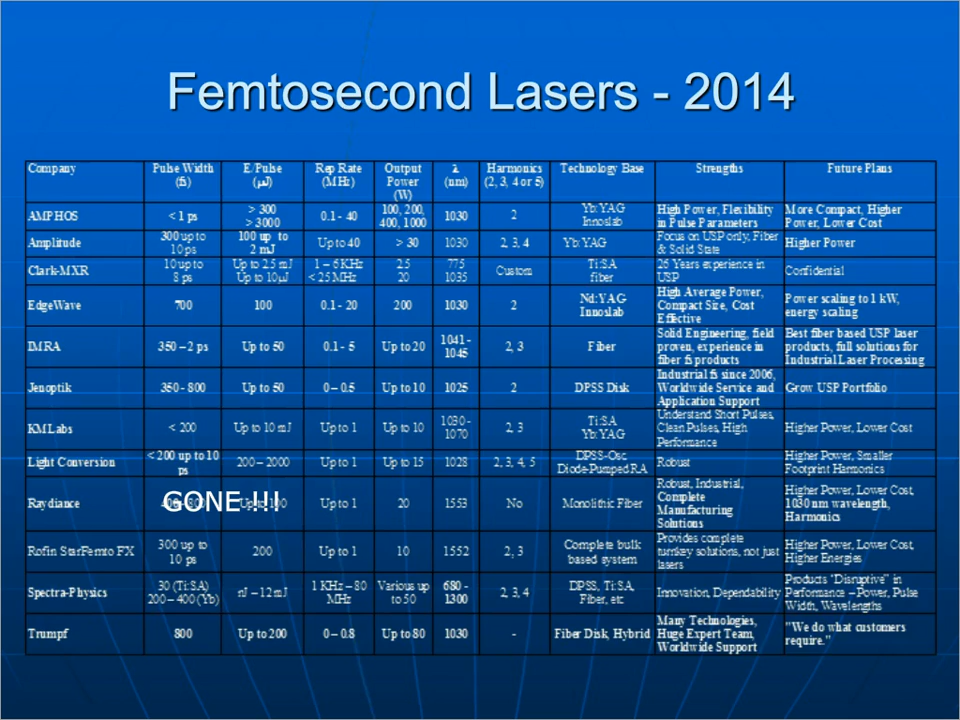 Femtosecond Lasers - 2014
Company Pulse Width (fs) E/Pulse (µJ) Rep Rate (MHz) Output Power (W) λ (nm) Harmonics (2, 3, 4 or 5) Technology Base Strengths Future Plans
AMPHOS < 1 ps > 300 > 3000 0.1 - 40 100, 200, 400, 1000 1030 2 Yb:YAG Innoslab High Power, Flexibility in Pulse Parameters More Compact, Higher Power, Lower Cost
Amplitude 300 up to 10 ps 100 up to 2 mJ Up to 40 > 30 1030 2, 3, 4 Yb:YAG Focus on USP only, Fiber & Solid State Higher Power
Clark-MXR 10 up to 8 ps Up to 2.5 mJ Up to 10µJ 1 – 6 KHz < 25 MHz 2.5 20 775 1035 Custom Ti:SA fiber 26 Years experience in USP Confidential
EdgeWave 700 100 0.1 - 20 200 1030 2 Nd:YAG Innoslab High Average Power, Compact Size, Cost Effective Power scaling to 1 kW, energy scaling
IMRA 350 – 2 ps Up to 50 0.1 - 5 Up to 20 1041 - 1045 2, 3 Fiber Solid Engineering, field proven, experience in fiber fs products Best fiber based USP laser products, full solutions for Industrial Laser Processing
Jenoptik 350 - 800 Up to 50 0 – 0.5 Up to 10 1025 2 DPSS Disk Industrial fs since 2006, Worldwide Service and Application Support Grow USP Portfolio
KMLabs < 200 Up to 10 mJ Up to 1 Up to 10 1030 - 1070 2, 3 Ti:SA Yb:YAG Understand Short Pulses, Clean Pulses, High Performance Higher Power, Lower Cost
Light Conversion < 200 up to 10 ps 200 – 2000 Up to 1 Up to 15 1028 2, 3, 4, 5 DPSS-Osc Diode-Pumped RA Robust Higher Power, Smaller Footprint Harmonics
Raydiance GONE !!! Up to 1 20 1553 No Monolithic Fiber Robust, Industrial, Complete Manufacturing Solutions Higher Power, Lower Cost, 1030 nm wavelength, Harmonics
Rofin StarFemto FX 300 up to 10 ps 200 Up to 1 10 1552 2, 3 Complete bulk based system Provides complete turnkey solutions, not just lasers Higher Power, Lower Cost, Higher Energies
Spectra-Physics 30 (Ti:SA) 200 – 400 (Yb) nJ – 12 mJ 1 KHz – 80 MHz Various up to 50 680 - 1300 2, 3, 4 DPSS, Ti:SA, Fiber, etc Innovation, Dependability Products "Disruptive" in Performance – Power, Pulse Width, Wavelengths
Trumpf 800 Up to 200 0 – 0.8 Up to 80 1030 - Fiber Disk, Hybrid Many Technologies, Huge Expert Team, Worldwide Support "We do what customers require."